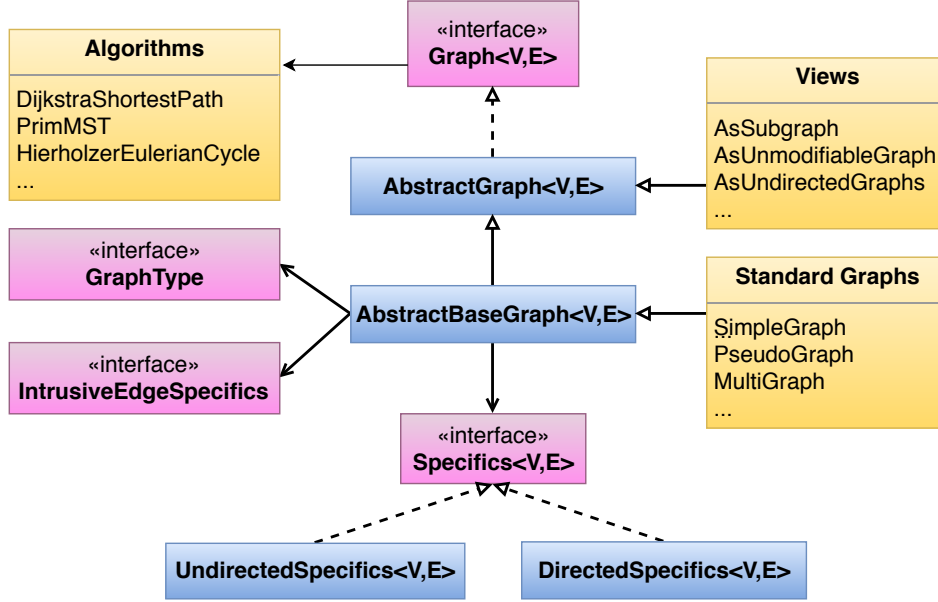 Algorithms
DijkstraShortestPath
PrimMST
HierholzerEulerianCycle
...
«interface»
Graph<V,E>
Views
AsSubgraph
AsUnmodifiableGraph
AsUndirectedGraphs
...
AbstractGraph<V,E>
«interface»
GraphType
AbstractBaseGraph<V,E>
Standard Graphs
SimpleGraph
...
PseudoGraph
MultiGraph
...
«interface»
IntrusiveEdgeSpecifics
«interface»
Specifics<V,E>
UndirectedSpecifics<V,E>
DirectedSpecifics<V,E>